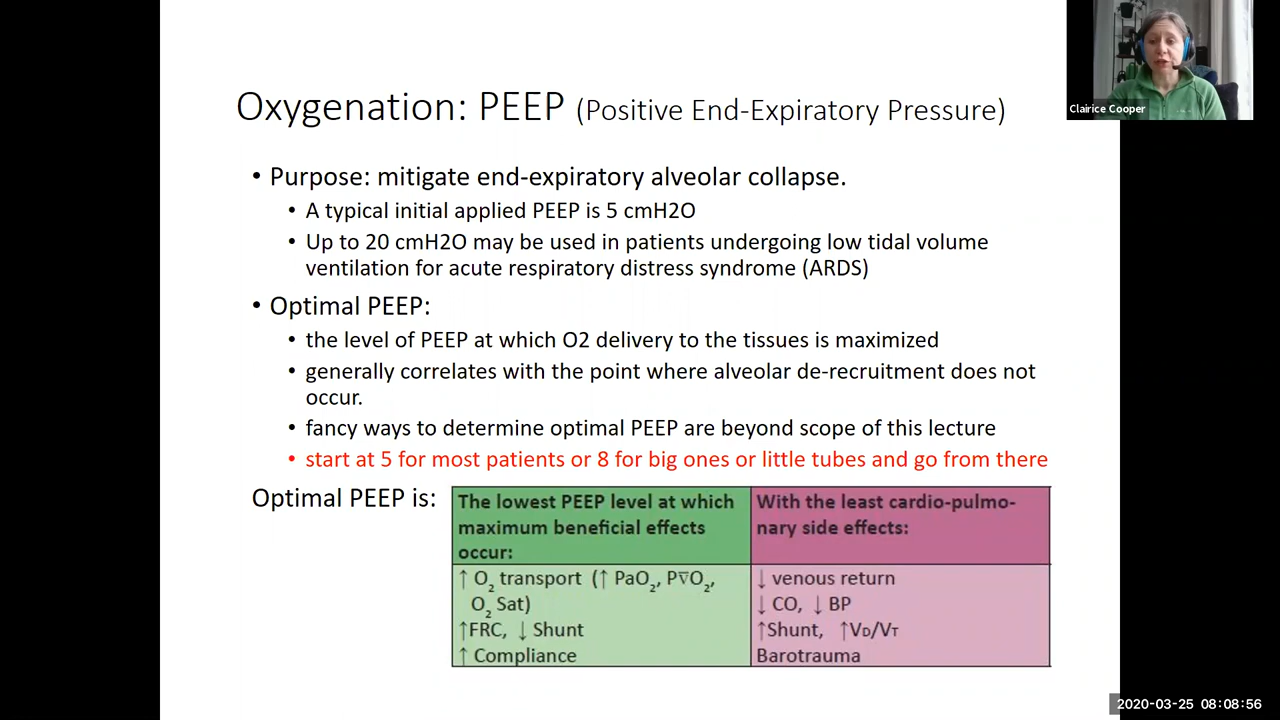 Clairice Cooper
Oxygenation: PEEP (Positive End-Expiratory Pressure)
• Purpose: mitigate end-expiratory alveolar collapse.
• A typical initial applied PEEP is 5 cmH2O
• Up to 20 cmH2O may be used in patients undergoing low tidal volume
ventilation for acute respiratory distress syndrome (ARDS)
• Optimal PEEP:
• the level of PEEP at which O2 delivery to the tissues is maximized
• generally correlates with the point where alveolar de-recruitment does not
occur.
• fancy ways to determine optimal PEEP are beyond scope of this lecture
• start at 5 for most patients or 8 for big ones or little tubes and go from there
Optimal PEEP is:
The lowest PEEP level at which
maximum beneficial effects
occur:
↑ O₂ transport (↑ PaO₂, Pv̄O₂,
O₂ Sat)
↑FRC, ↓ Shunt
↑ Compliance
With the least cardio-pulmo-
nary side effects:
↓ venous return
↓ CO, ↓ BP
↑Shunt, ↑VD/VT
Barotrauma
2020-03-25 08:08:56